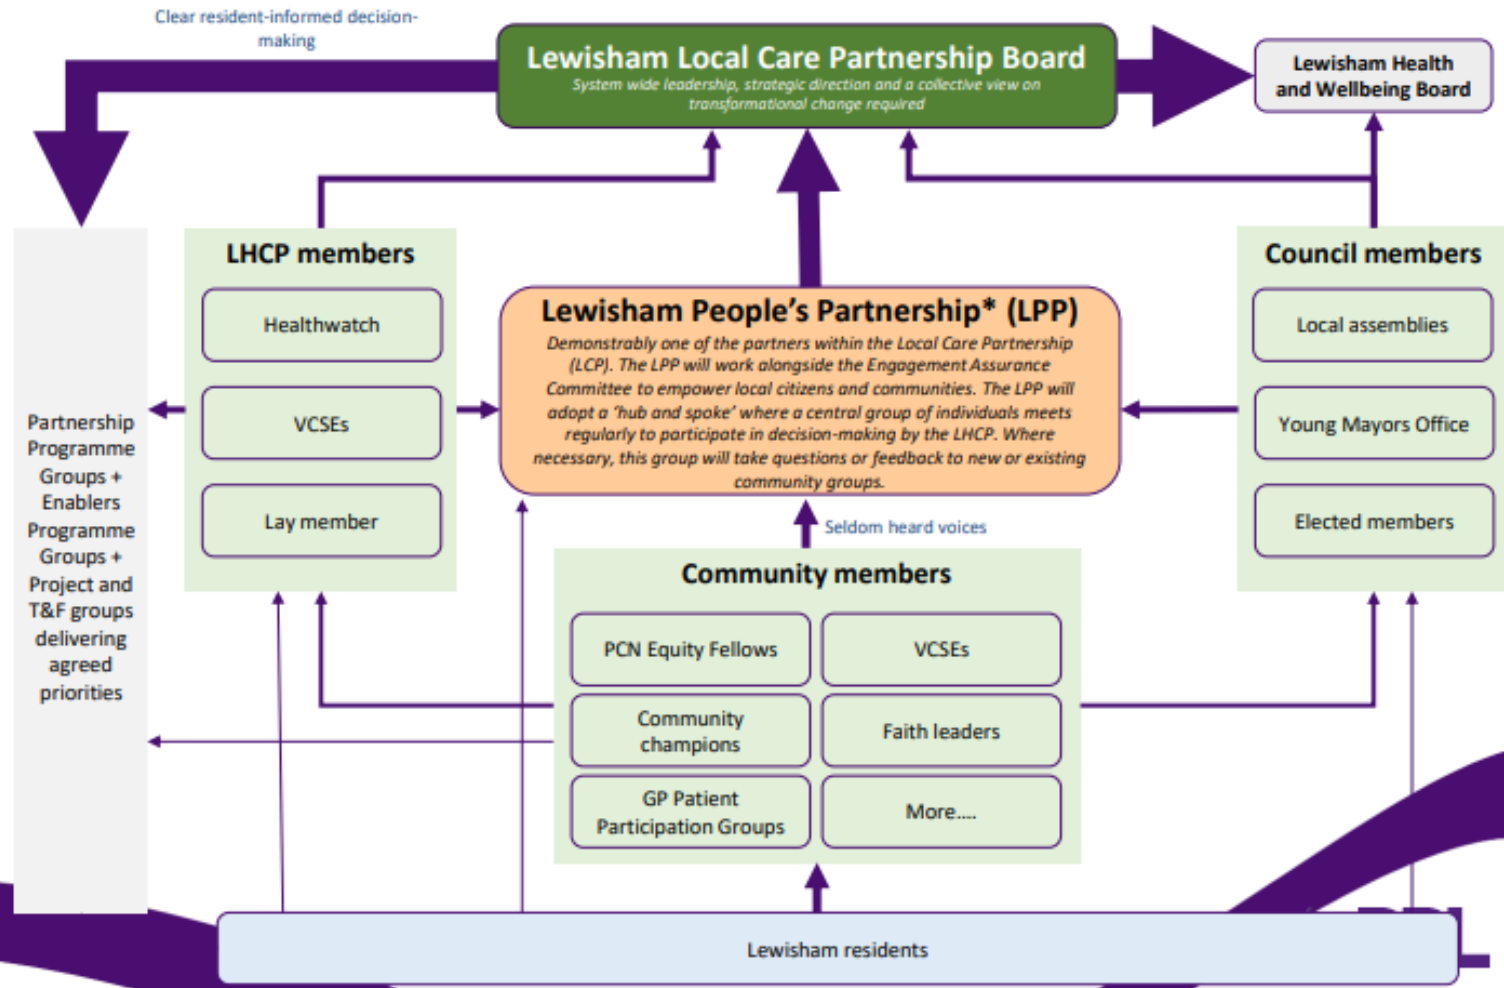 Clear resident-informed decision-
making
Lewisham Local Care Partnership Board
System wide leadership, strategic direction and a collective view on
transformational change required
Lewisham Health
and Wellbeing Board
LHCP members
Healthwatch
VCSEs
Lay member
Lewisham People's Partnership* (LPP)
Demonstrably one of the partners within the Local Care Partnership
(LCP). The LPP will work alongside the Engagement Assurance
Committee to empower local citizens and communities. The LPP will
adopt a 'hub and spoke' where a central group of individuals meets
regularly to participate in decision-making by the LHCP. Where
necessary, this group will take questions or feedback to new or existing
community groups.
Council members
Local assemblies
Young Mayors Office
Elected members
Partnership
Programme
Groups +
Enablers
Programme
Groups +
Project and
T&F groups
delivering
agreed
priorities
Seldom heard voices
Community members
PCN Equity Fellows
VCSEs
Community
champions
Faith leaders
GP Patient
Participation Groups
More....
Lewisham residents